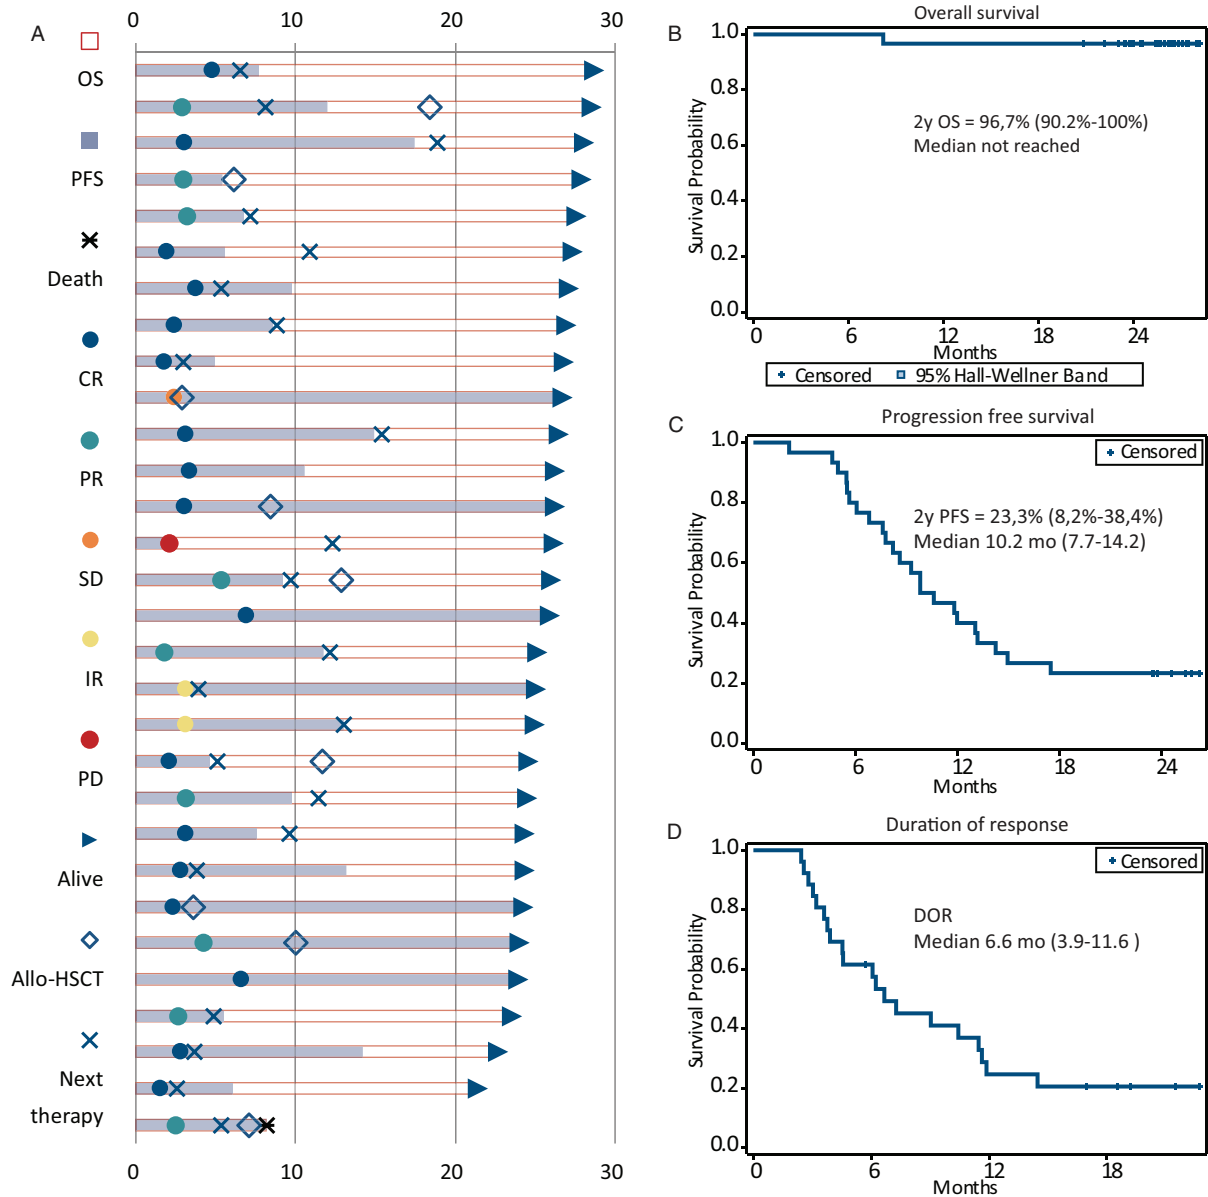 A
0 10 20 30
OS
PFS
Death
CR
PR
SD
IR
PD
Alive
Allo-HSCT
Next
therapy
0 10 20 30
B
Overall survival
Survival Probability
1.0
0.8
0.6
0.4
0.2
0.0
2y OS = 96,7% (90.2%-100%)
Median not reached
0 6 12 18 24
Months
Censored 95% Hall-Wellner Band
C
Progression free survival
Survival Probability
1.0
0.8
0.6
0.4
0.2
0.0
Censored
2y PFS = 23,3% (8,2%-38,4%)
Median 10.2 mo (7.7-14.2)
0 6 12 18 24
Months
D
Duration of response
Survival Probability
1.0
0.8
0.6
0.4
0.2
0.0
Censored
DOR
Median 6.6 mo (3.9-11.6 )
0 6 12 18
Months